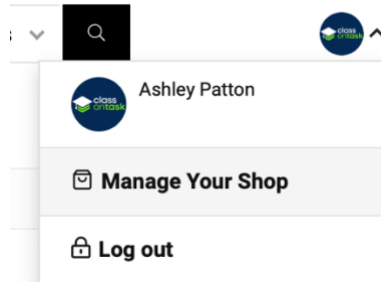 s
class
ontask
class
ontask
Ashley Patton
Manage Your Shop
Log out